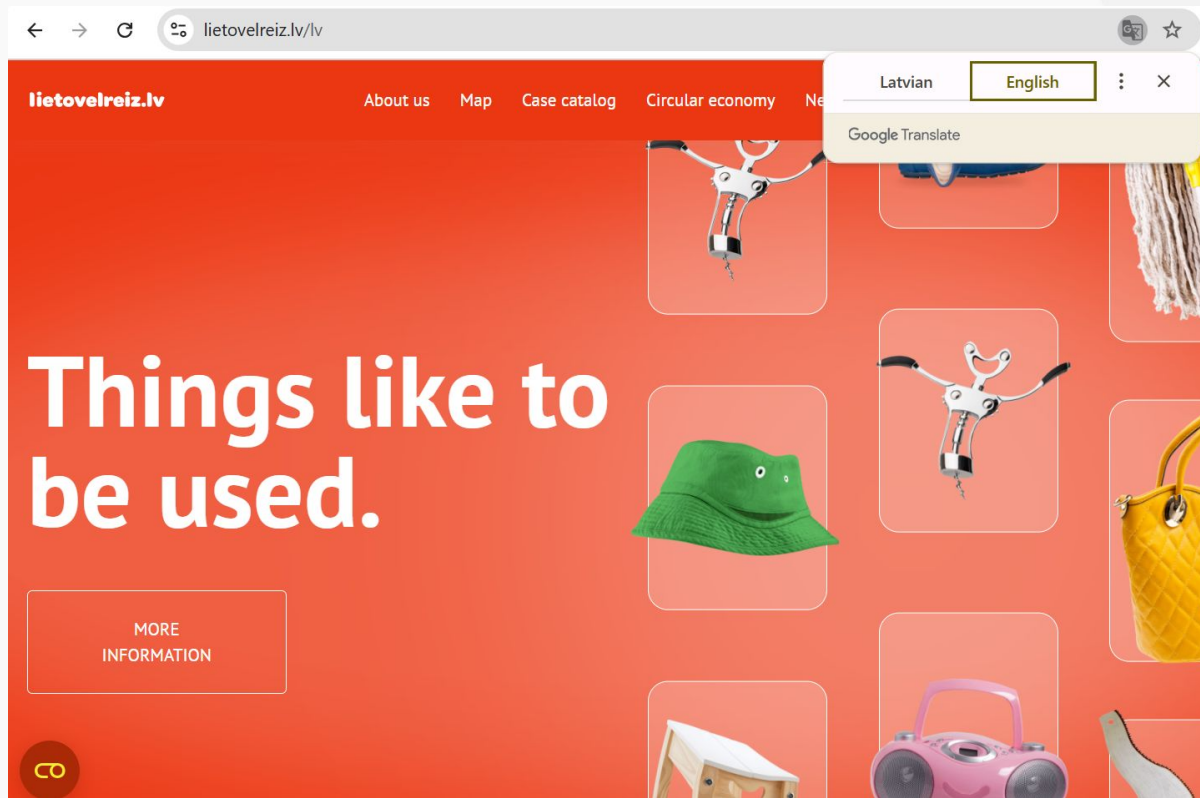 lietovelreiz.lv/lv
Latvian English
Google Translate
lietovelreiz.lv
About us Map Case catalog Circular economy
Things like to
be used.
MORE
INFORMATION